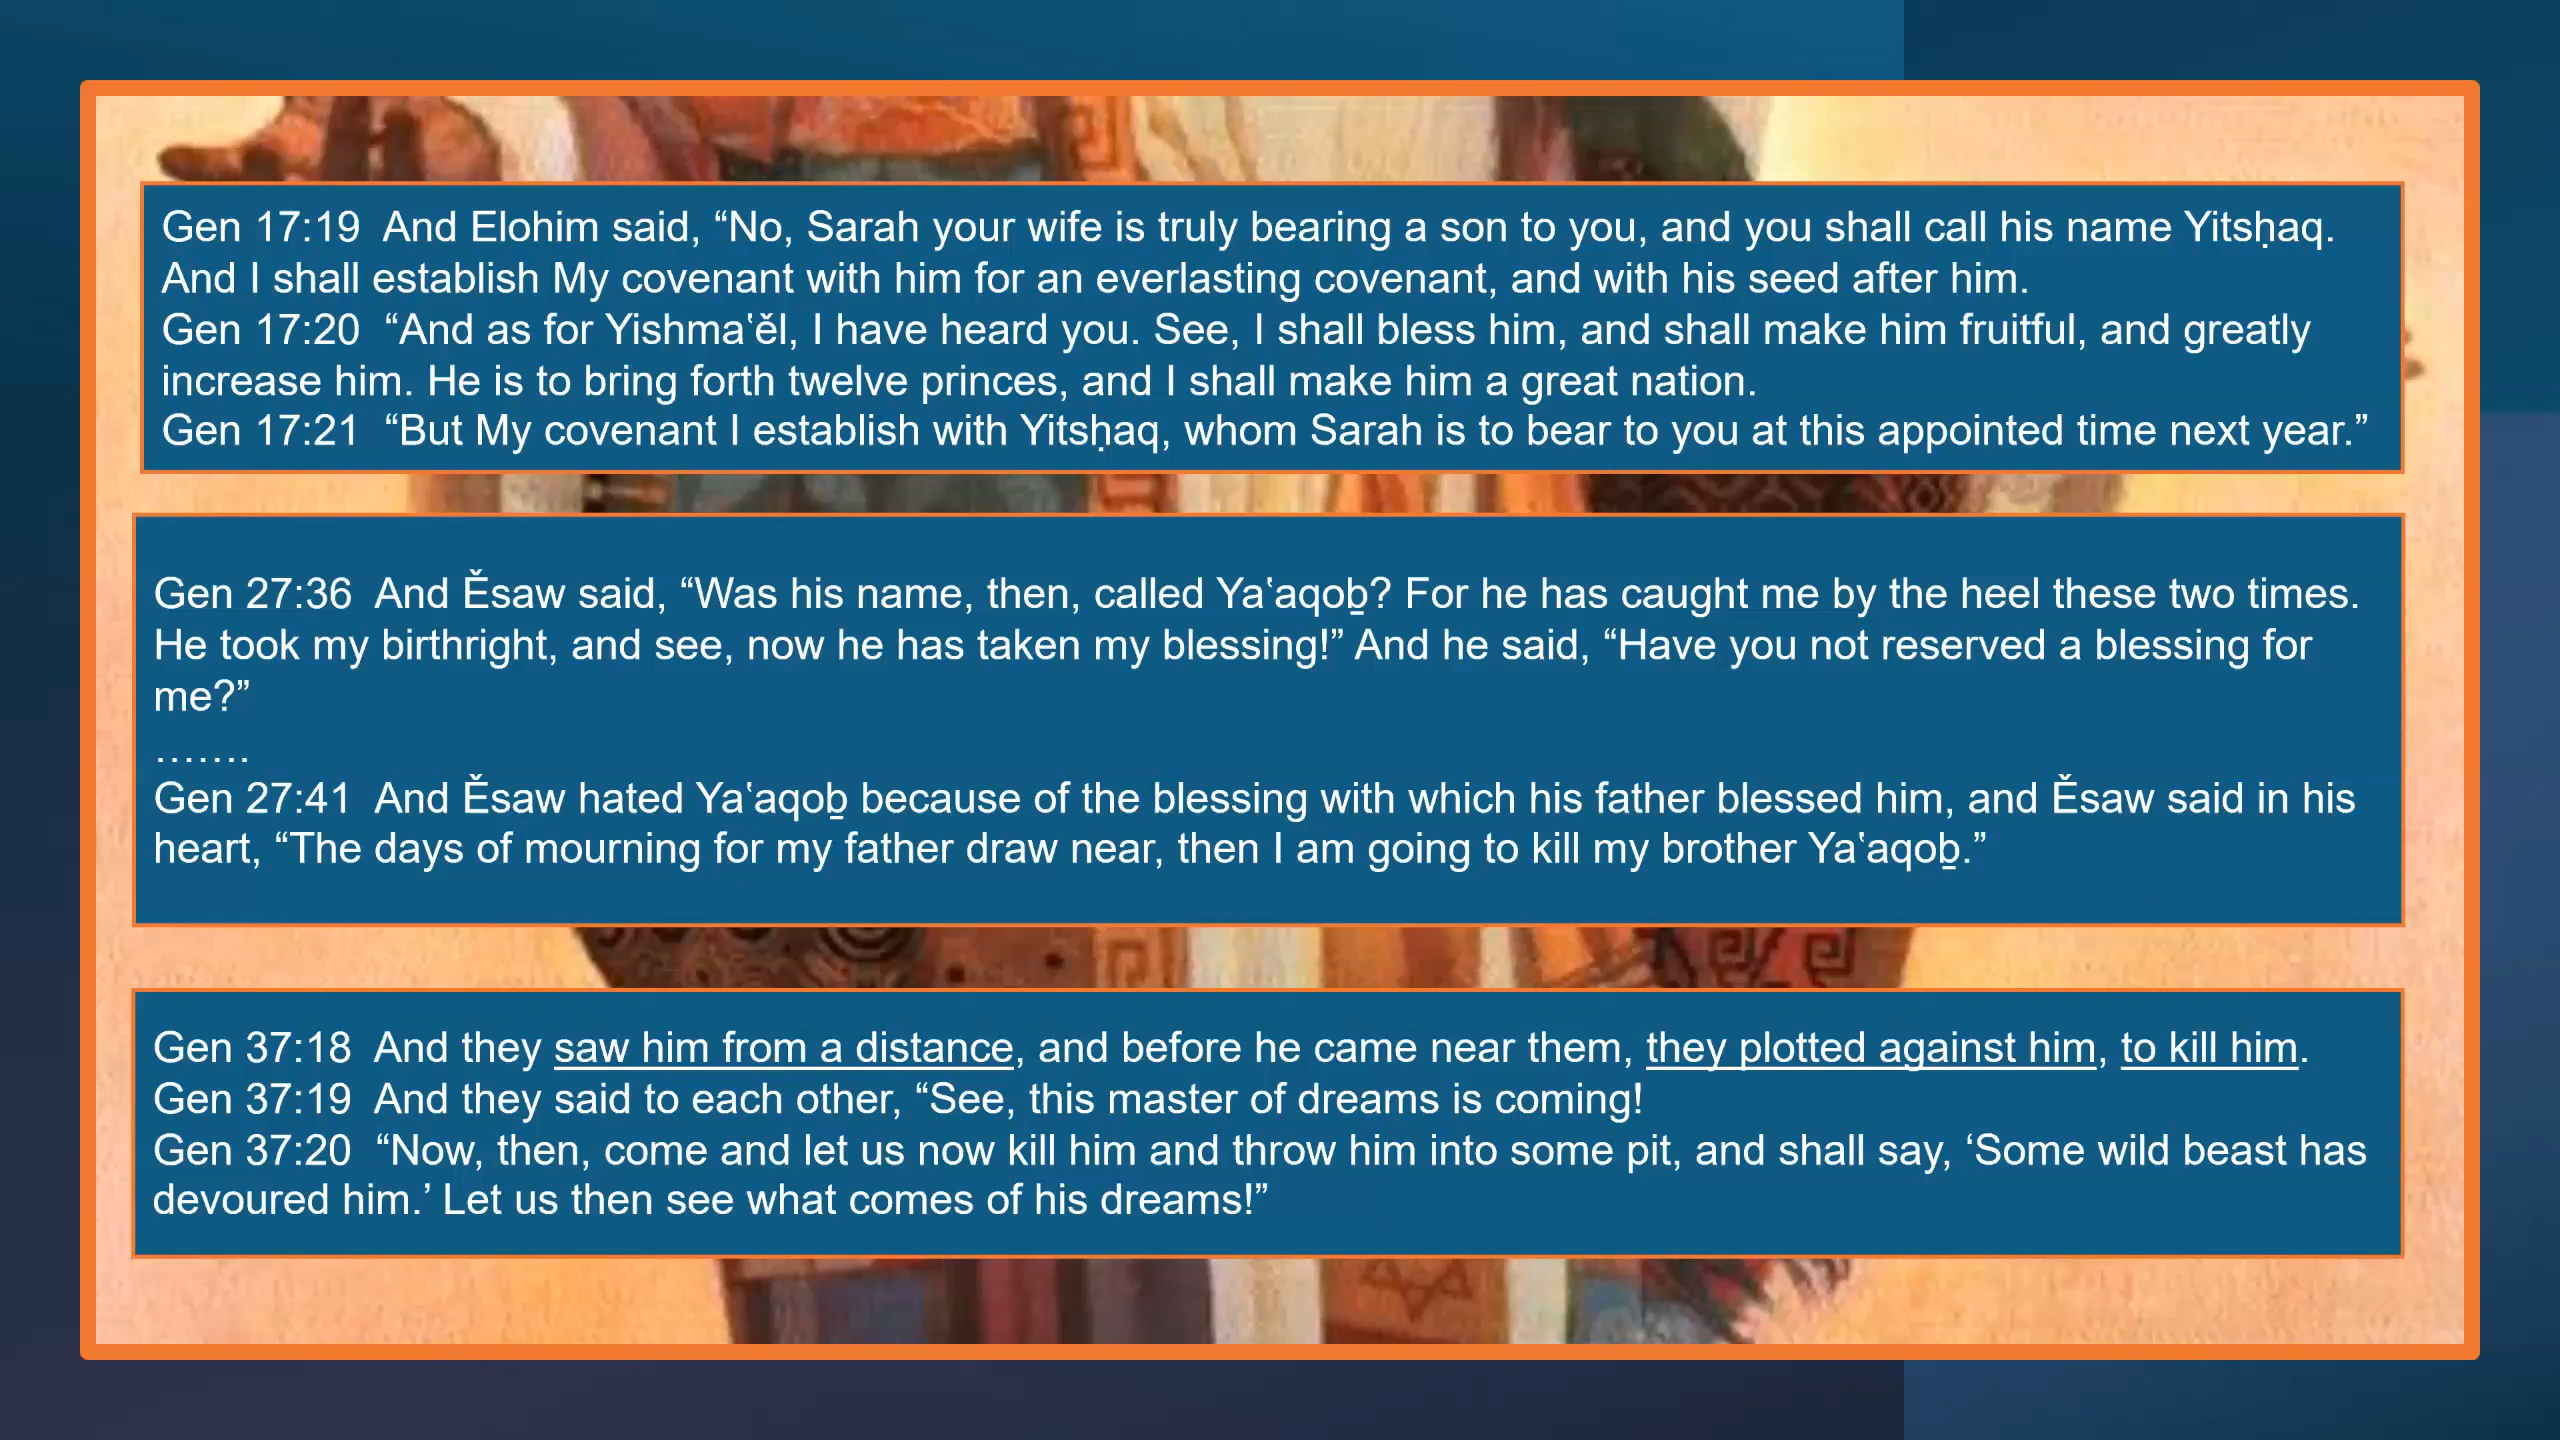 Gen 17:19  And Elohim said, “No, Sarah your wife is truly bearing a son to you, and you shall call his name Yitsḥaq.
And I shall establish My covenant with him for an everlasting covenant, and with his seed after him.
Gen 17:20  “And as for Yishmaʽĕl, I have heard you. See, I shall bless him, and shall make him fruitful, and greatly
increase him. He is to bring forth twelve princes, and I shall make him a great nation.
Gen 17:21  “But My covenant I establish with Yitsḥaq, whom Sarah is to bear to you at this appointed time next year.”
Gen 27:36  And Ěsaw said, “Was his name, then, called Yaʽaqoḇ? For he has caught me by the heel these two times.
He took my birthright, and see, now he has taken my blessing!” And he said, “Have you not reserved a blessing for
me?”
…….
Gen 27:41  And Ěsaw hated Yaʽaqoḇ because of the blessing with which his father blessed him, and Ěsaw said in his
heart, “The days of mourning for my father draw near, then I am going to kill my brother Yaʽaqoḇ.”
Gen 37:18  And they saw him from a distance, and before he came near them, they plotted against him, to kill him.
Gen 37:19  And they said to each other, “See, this master of dreams is coming!
Gen 37:20  “Now, then, come and let us now kill him and throw him into some pit, and shall say, ‘Some wild beast has
devoured him.’ Let us then see what comes of his dreams!”